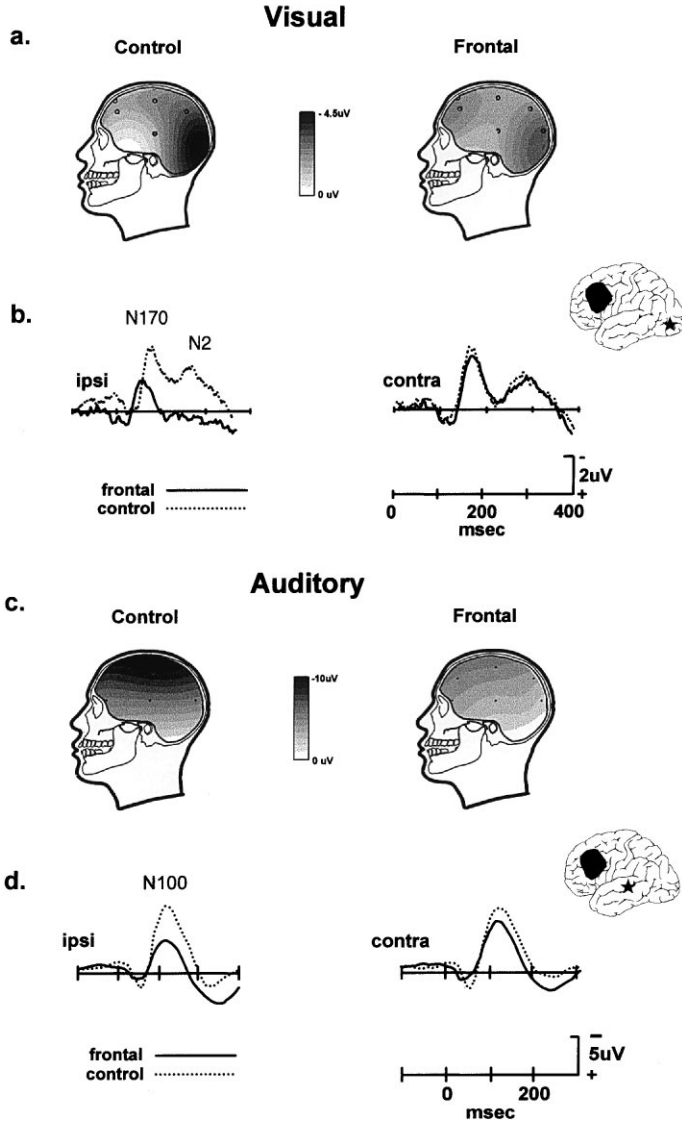 Visual
a.
Control
Frontal
- 4.5uV
0 uV
b.
N170
N2
ipsi
contra
-
2uV
frontal
control
0 200 400
msec
Auditory
c.
Control
Frontal
-10uV
0 uV
d.
N100
ipsi
contra
-
5uV
+
frontal
control
0 200
msec